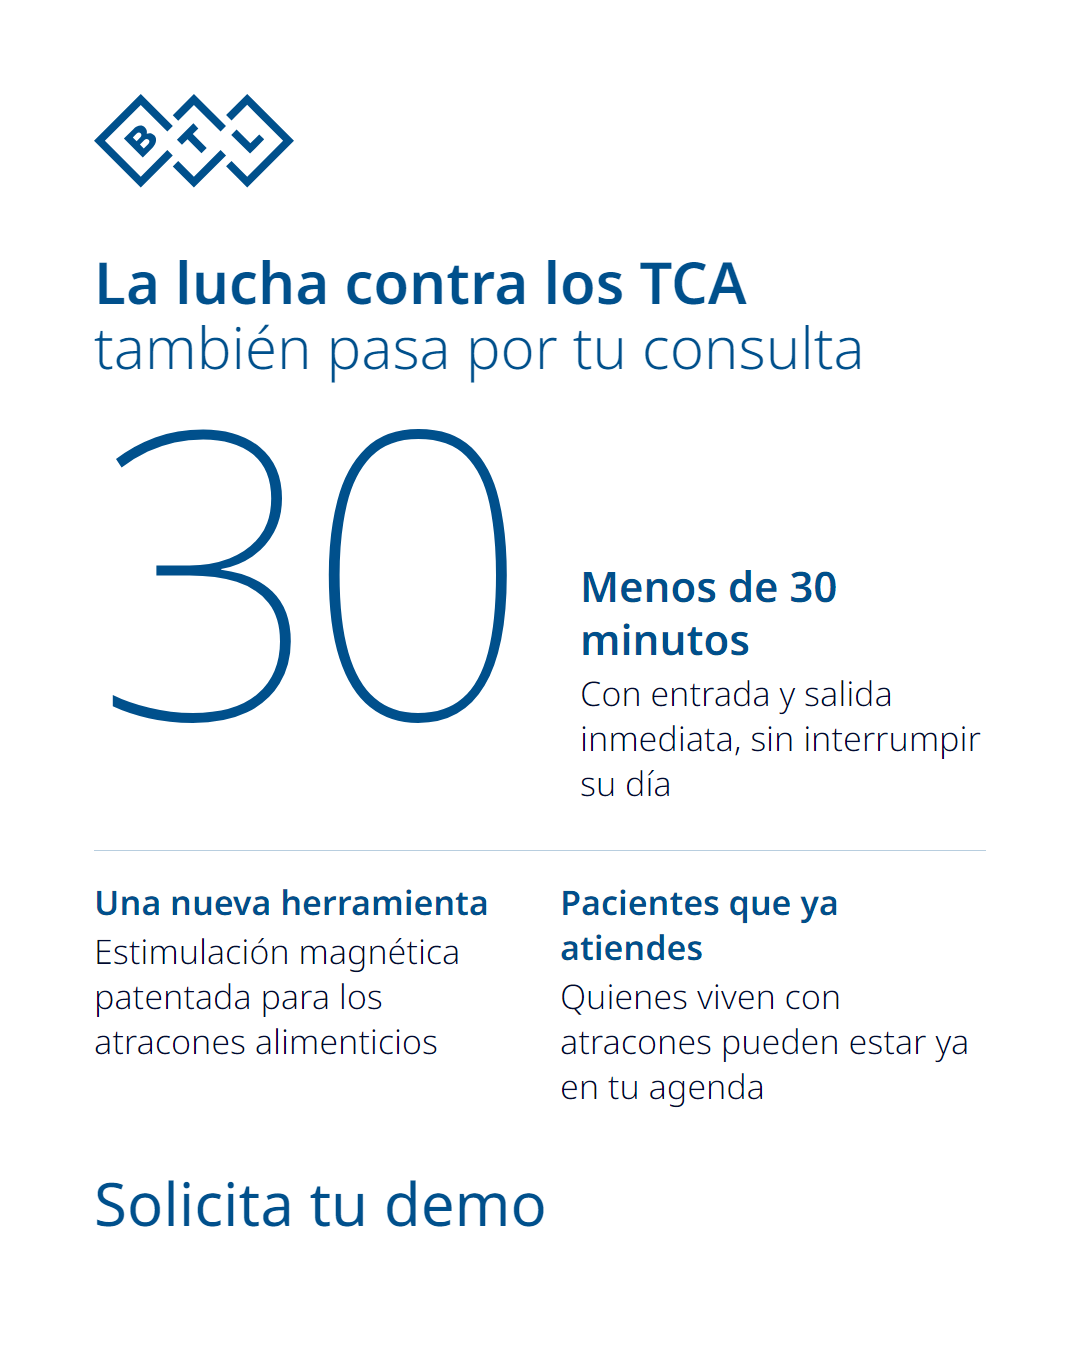 BTL
La lucha contra los TCA
también pasa por tu consulta
30
Menos de 30
minutos
Con entrada y salida
inmediata, sin interrumpir
su día
Una nueva herramienta
Estimulación magnética
patentada para los
atracones alimenticios
Pacientes que ya
atiendes
Quienes viven con
atracones pueden estar ya
en tu agenda
Solicita tu demo